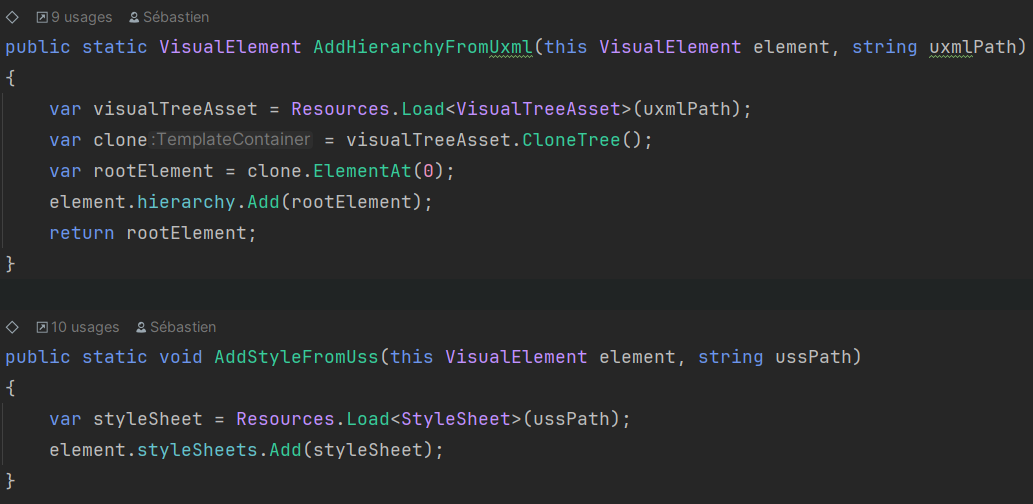 9 usages Sébastien
public static VisualElement AddHierarchyFromUxml(this VisualElement element, string uxmlPath)
{
    var visualTreeAsset = Resources.Load<VisualTreeAsset>(uxmlPath);
    var clone :TemplateContainer = visualTreeAsset.CloneTree();
    var rootElement = clone.ElementAt(0);
    element.hierarchy.Add(rootElement);
    return rootElement;
}
10 usages Sébastien
public static void AddStyleFromUss(this VisualElement element, string ussPath)
{
    var styleSheet = Resources.Load<StyleSheet>(ussPath);
    element.styleSheets.Add(styleSheet);
}